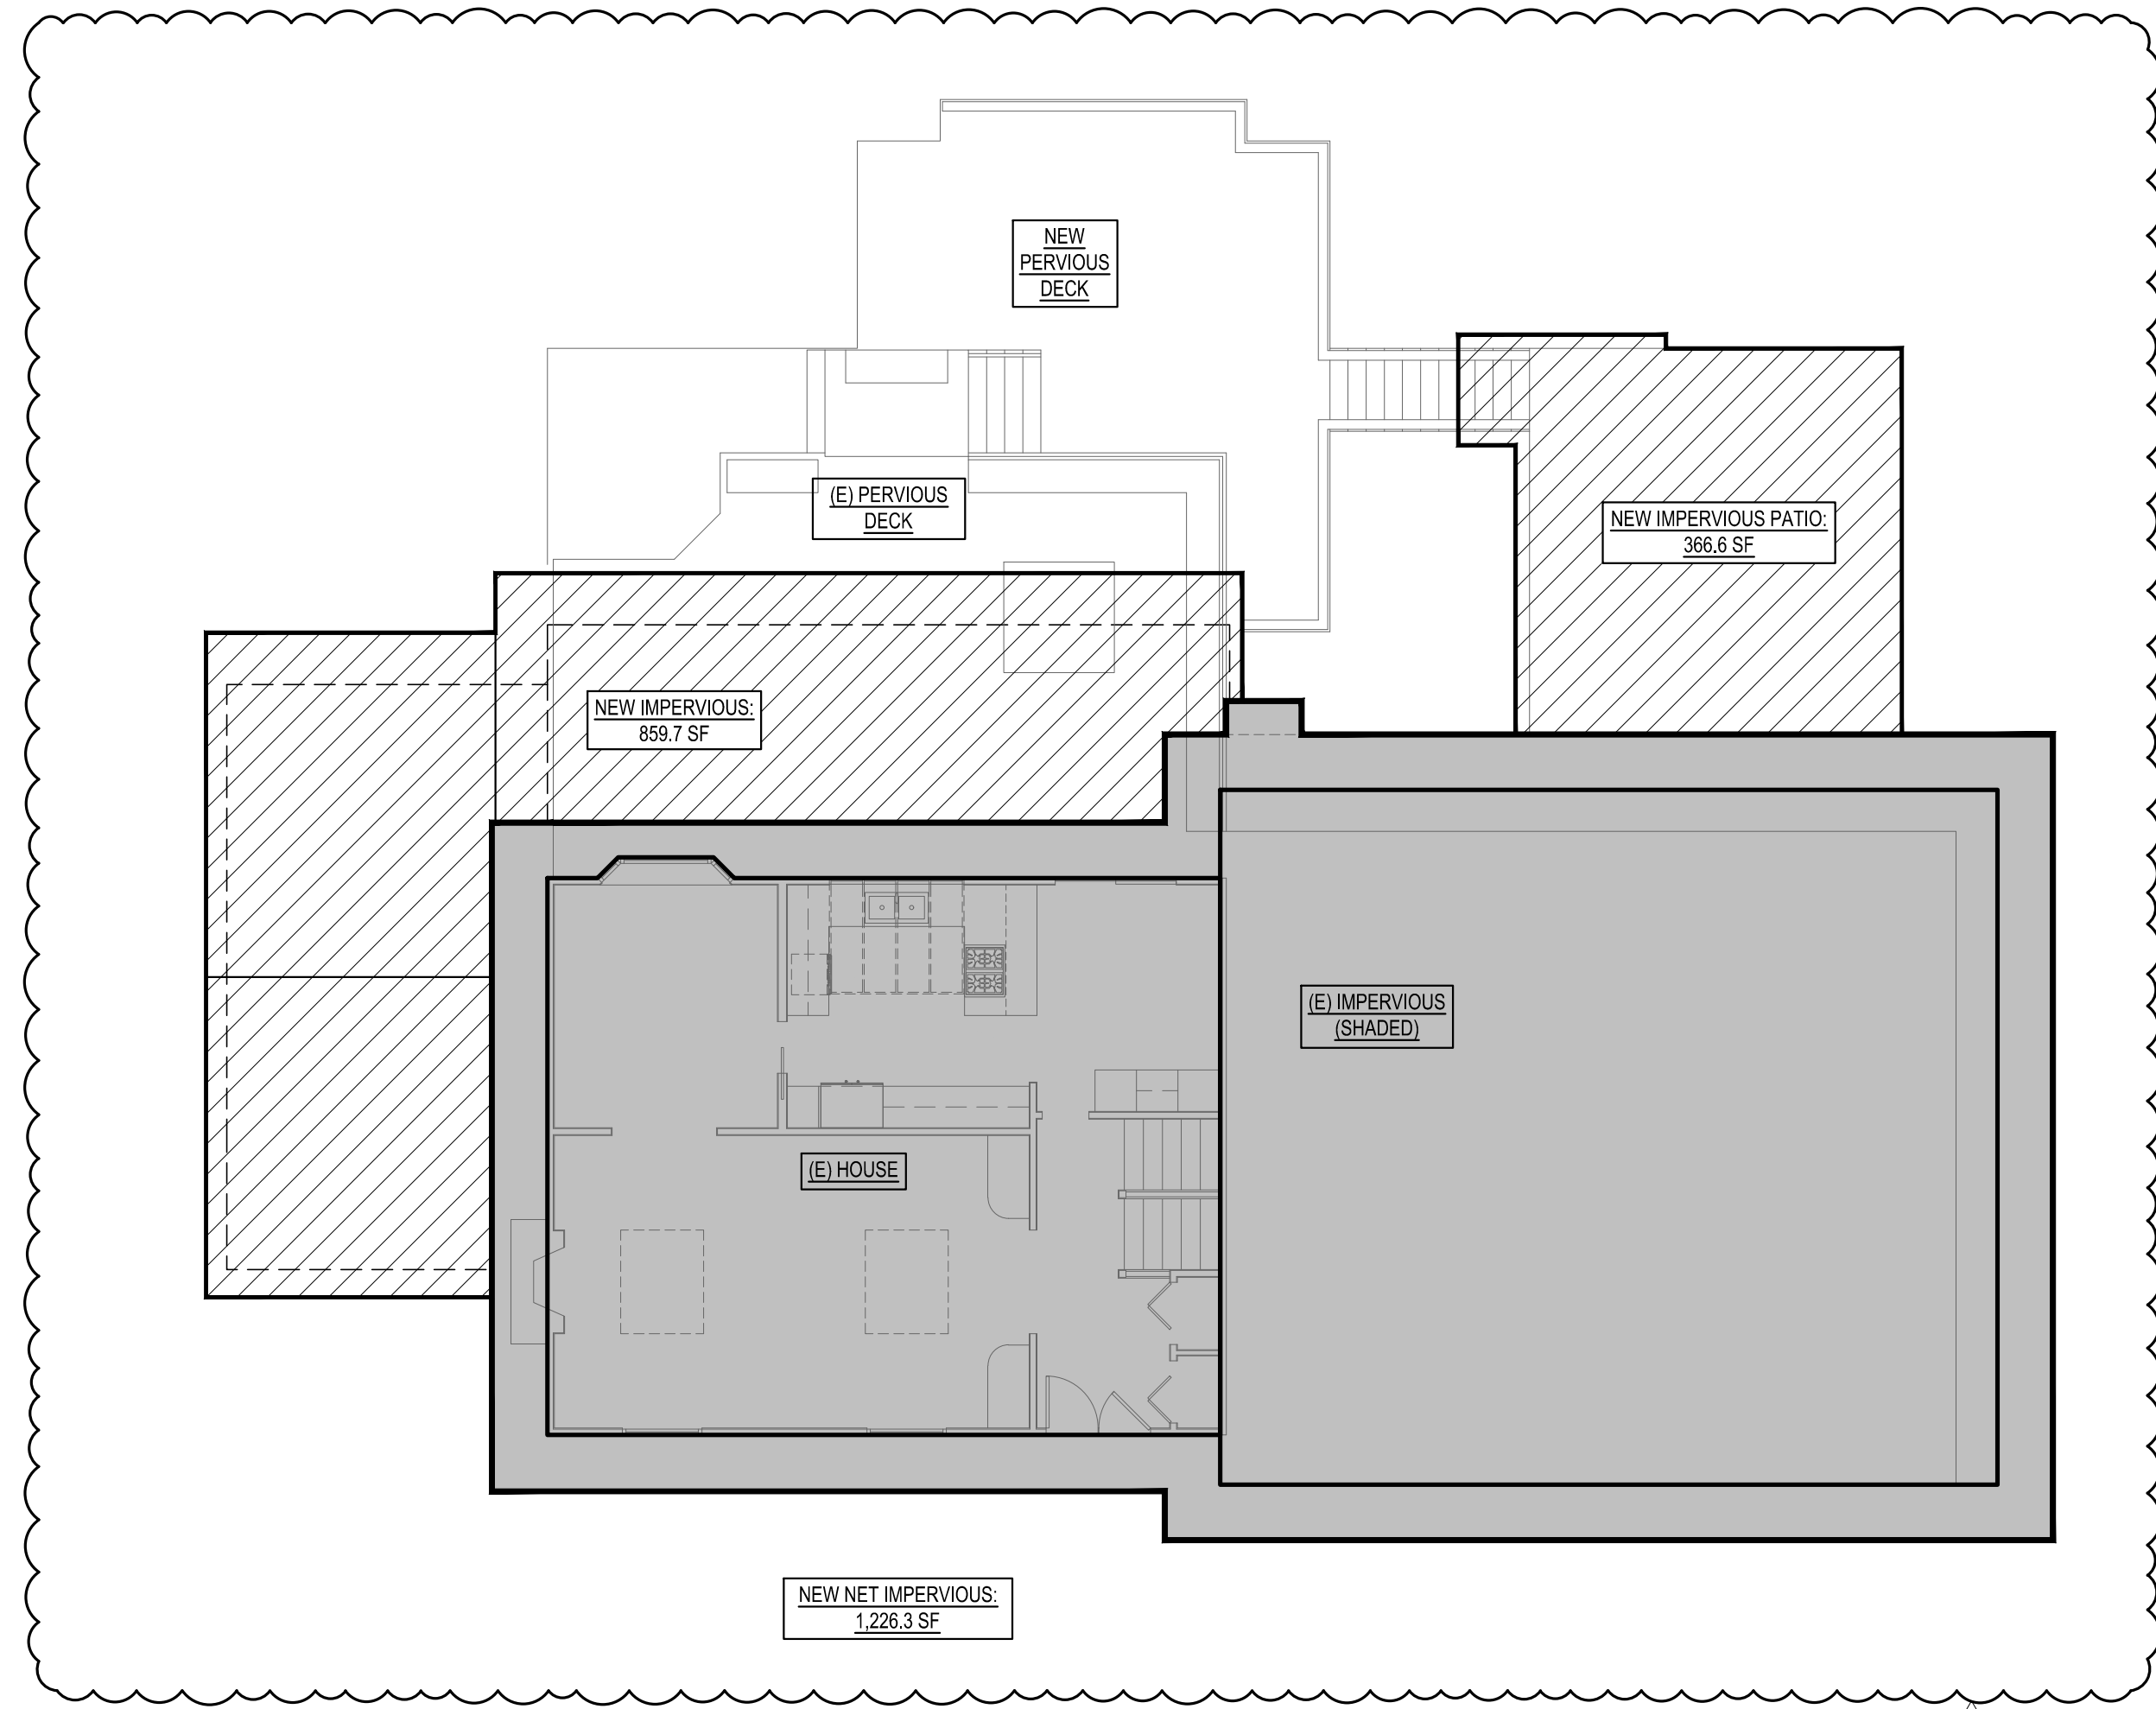 NEW
PERVIOUS
DECK
(E) PERVIOUS
DECK
NEW IMPERVIOUS PATIO:
366.6 SF
NEW IMPERVIOUS:
859.7 SF
(E) IMPERVIOUS
(SHADED)
(E) HOUSE
NEW NET IMPERVIOUS:
1,226.3 SF